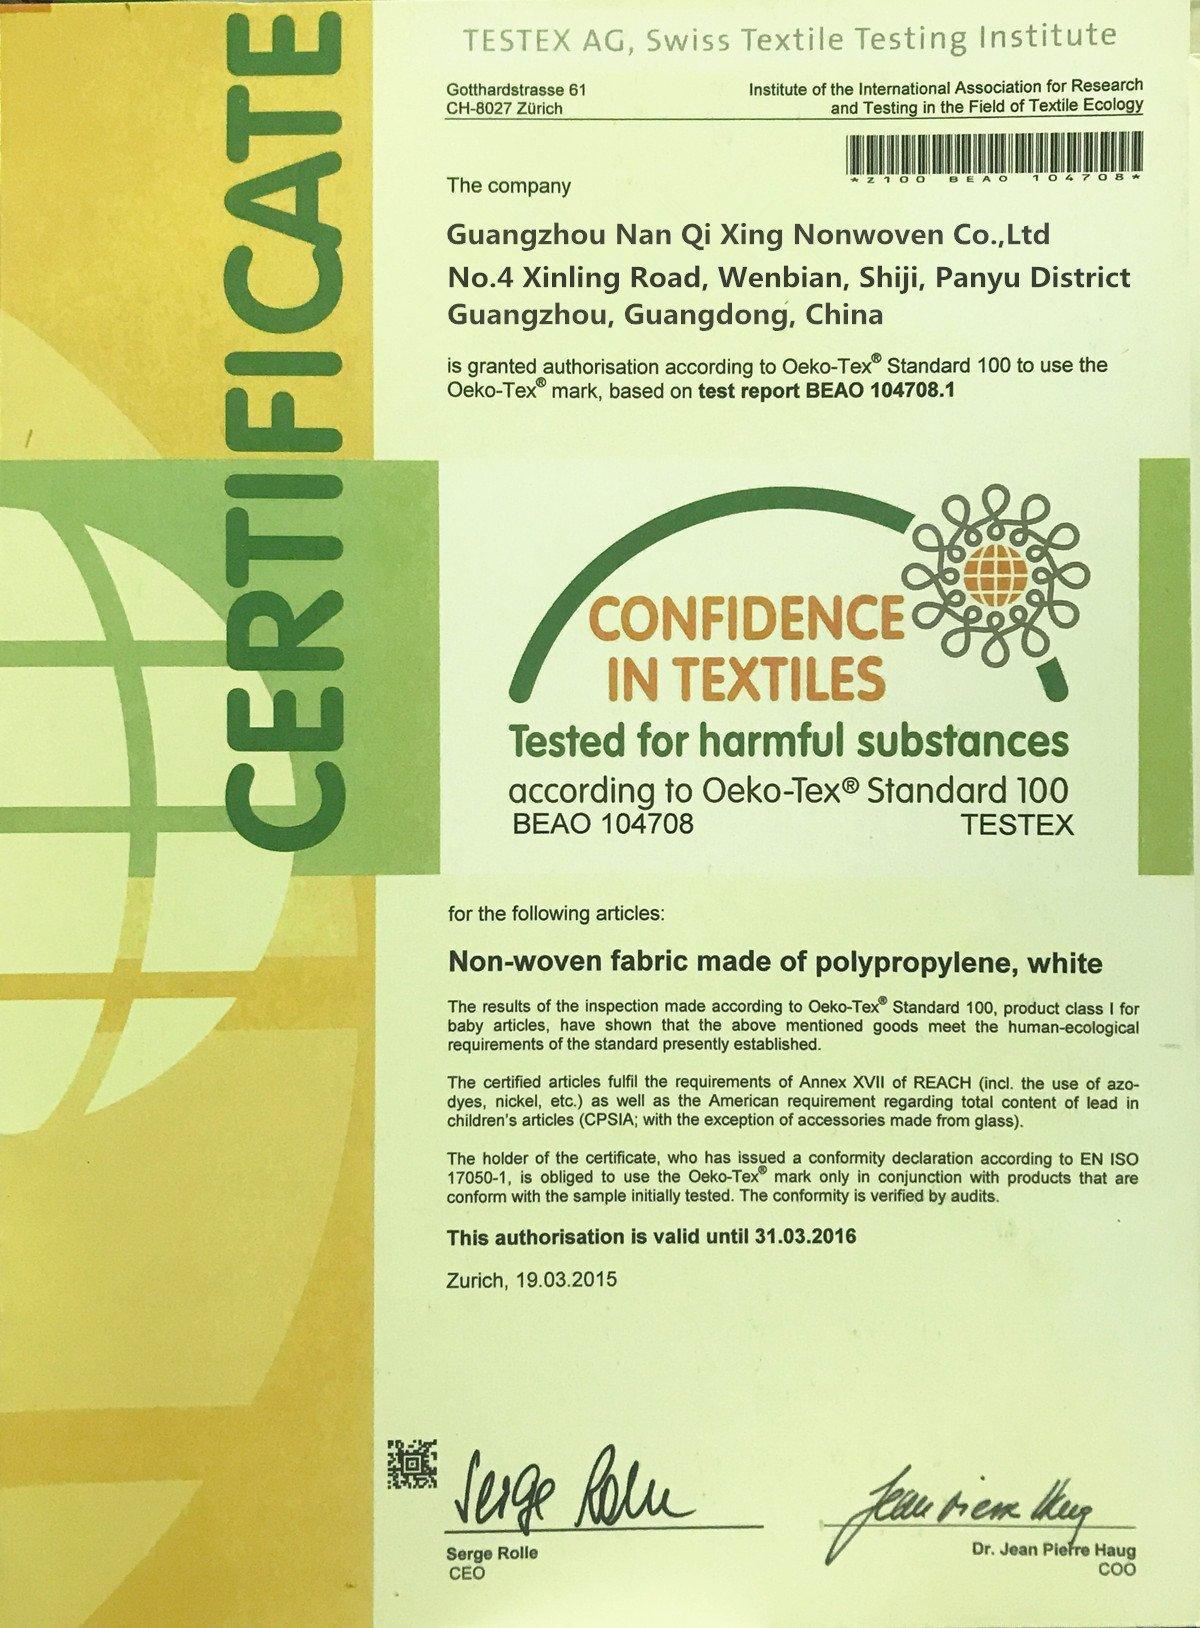 CERTIFICATE
TESTEX AG, Swiss Textile Testing Institute
Gotthardstrasse 61
CH-8027 Zürich
Institute of the International Association for Research
and Testing in the Field of Textile Ecology
*Z100 BEAO 104708*
The company
Guangzhou Nan Qi Xing Nonwoven Co.,Ltd
No.4 Xinling Road, Wenbian, Shiji, Panyu District
Guangzhou, Guangdong, China
is granted authorisation according to Oeko-Tex® Standard 100 to use the
Oeko-Tex® mark, based on test report BEAO 104708.1
CONFIDENCE
IN TEXTILES
Tested for harmful substances
according to Oeko-Tex® Standard 100
BEAO 104708 TESTEX
for the following articles:
Non-woven fabric made of polypropylene, white
The results of the inspection made according to Oeko-Tex® Standard 100, product class I for
baby articles, have shown that the above mentioned goods meet the human-ecological
requirements of the standard presently established.
The certified articles fulfil the requirements of Annex XVII of REACH (incl. the use of azo-
dyes, nickel, etc.) as well as the American requirement regarding total content of lead in
children's articles (CPSIA; with the exception of accessories made from glass).
The holder of the certificate, who has issued a conformity declaration according to EN ISO
17050-1, is obliged to use the Oeko-Tex® mark only in conjunction with products that are
conform with the sample initially tested. The conformity is verified by audits.
This authorisation is valid until 31.03.2016
Zurich, 19.03.2015
Serge Rolle
Jean Pierre Haug
Serge Rolle
CEO
Dr. Jean Pierre Haug
COO